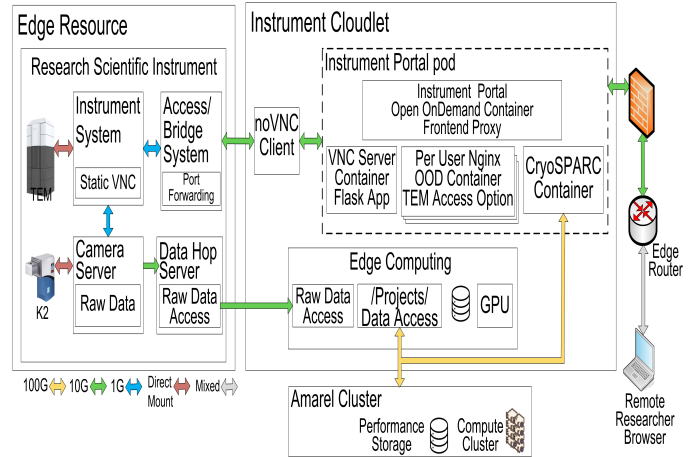 Edge Resource
Research Scientific Instrument
Instrument
System
Static VNC
Access/
Bridge
System
Port
Forwarding
TEM
Camera
Server
Raw Data
Data Hop
Server
Raw Data
Access
K2
noVNC
Client
Instrument Cloudlet
Instrument Portal pod
Instrument Portal
Open OnDemand Container
Frontend Proxy
VNC Server
Container
Flask App
Per User Nginx
OOD Container
TEM Access Option
CryoSPARC
Container
Edge Computing
Raw Data
Access
/Projects/
Data Access
GPU
Edge
Router
Remote
Researcher
Browser
100G
10G
1G
Direct
Mount
Mixed
Amarel Cluster
Performance
Storage
Compute
Cluster